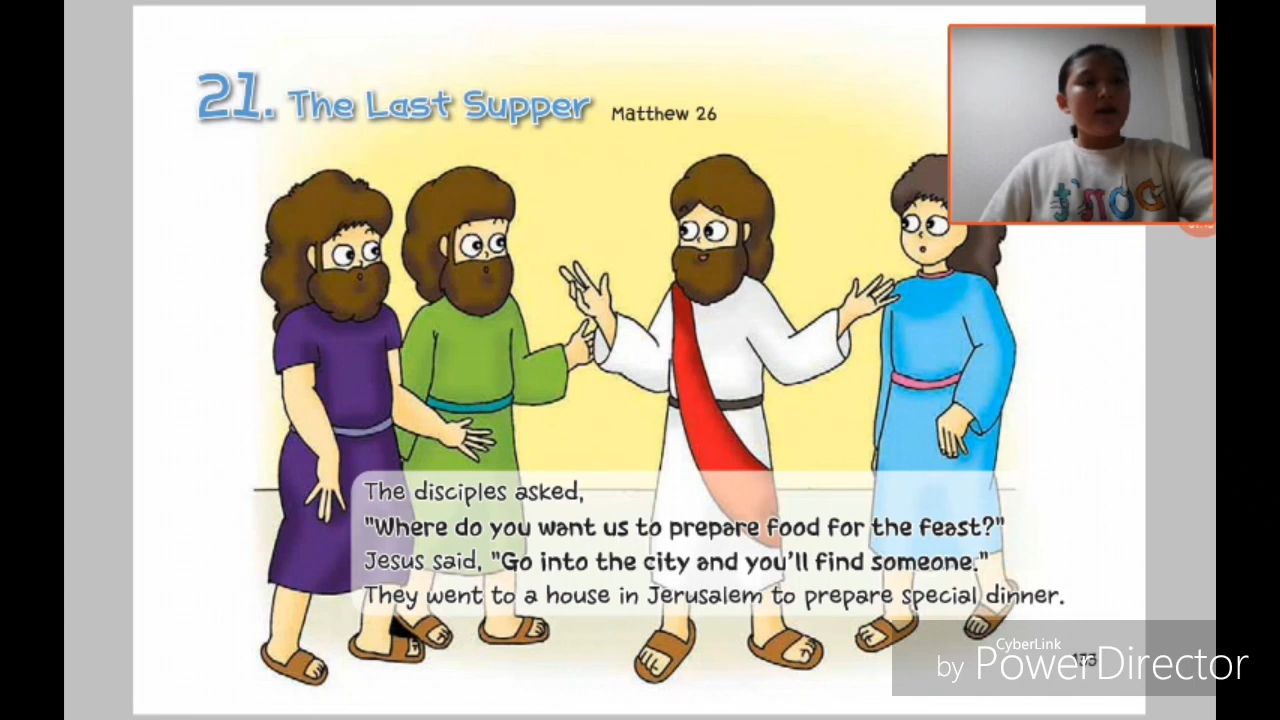 21. The Last Supper Matthew 26
The disciples asked,
"Where do you want us to prepare food for the feast?"
Jesus said, "Go into the city and you'll find someone."
They went to a house in Jerusalem to prepare special dinner.
CyberLink
by PowerDirector